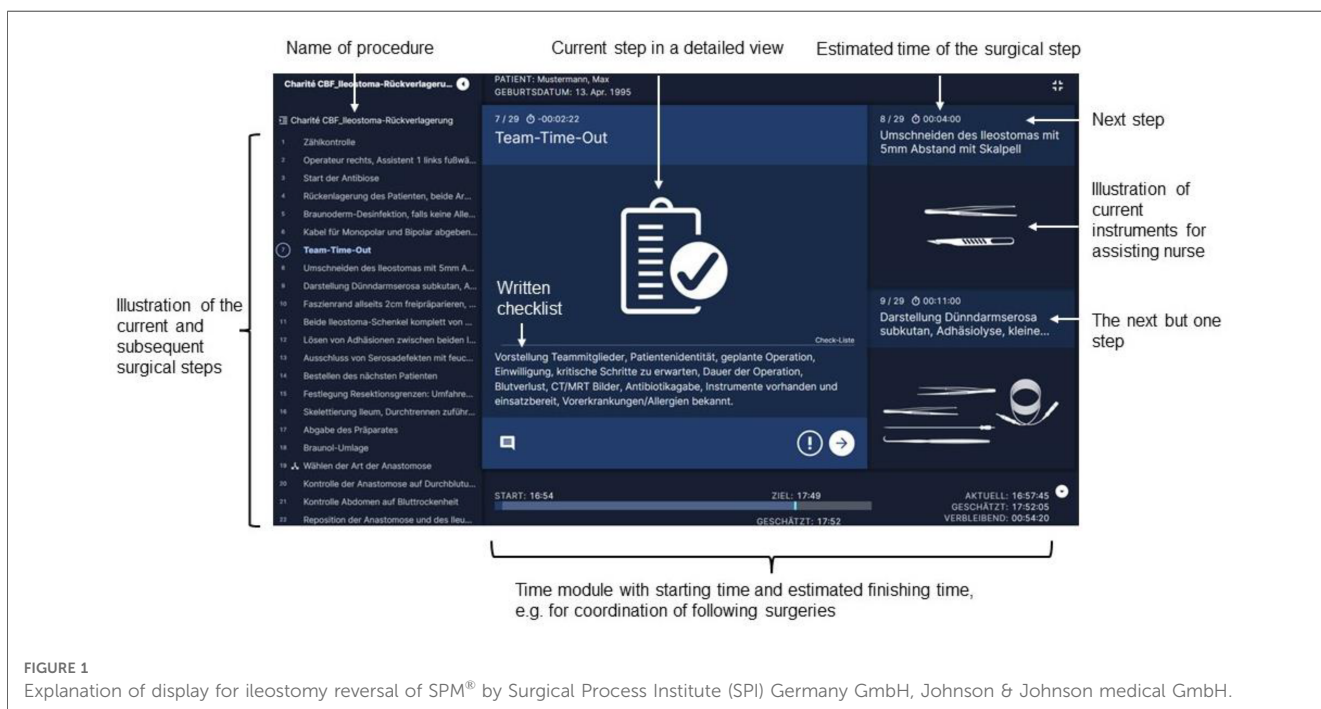 Name of procedure
Current step in a detailed view
Estimated time of the surgical step
Charité CBF_Ileostoma-Rückverlageru...
PATIENT: Mustermann, Max
GEBURTSDATUM: 13. Apr. 1995
Charité CBF_Ileostoma-Rückverlagerung
1 Zählkontrolle
2 Operateur rechts, Assistent 1 links fußwä...
3 Start der Antibiose
4 Rückenlagerung des Patienten, beide Ar...
5 Braunoderm-Desinfektion, falls keine Alle...
6 Kabel für Monopolar und Bipolar abgeben...
7 Team-Time-Out
8 Umschneiden des Ileostomas mit 5mm A...
9 Darstellung Dünndarmserosa subkutan, A...
10 Faszienrand allseits 2cm freipräparieren, ...
11 Beide Ileostoma-Schenkel komplett von ...
12 Lösen von Adhäsionen zwischen beiden I...
13 Ausschluss von Serosadefekten mit feuc...
14 Bestellen des nächsten Patienten
15 Festlegung Resektionsgrenzen: Umfahre...
16 Skelettierung Ileum, Durchtrennen zuführ...
17 Abgabe des Präparates
18 Braunol-Umlage
19 Wählen der Art der Anastomose
20 Kontrolle der Anastomose auf Durchblutu...
21 Kontrolle Abdomen auf Bluttrockenheit
22 Reposition der Anastomose und des Ileu...
Illustration of the
current and
subsequent
surgical steps
7 / 29 -00:02:22
Team-Time-Out
Written
checklist
Check-Liste
Vorstellung Teammitglieder, Patientenidentität, geplante Operation,
Einwilligung, kritische Schritte zu erwarten, Dauer der Operation,
Blutverlust, CT/MRT Bilder, Antibiotikagabe, Instrumente vorhanden und
einsatzbereit, Vorerkrankungen/Allergien bekannt.
8 / 29 00:04:00
Umschneiden des Ileostomas mit
5mm Abstand mit Skalpell
Next step
Illustration of
current
instruments for
assisting nurse
9 / 29 00:11:00
Darstellung Dünndarmserosa
subkutan, Adhäsiolyse, kleine...
The next but one
step
START: 16:54
ZIEL: 17:49
GESCHÄTZT: 17:52
AKTUELL: 16:57:45
GESCHÄTZT: 17:52:05
VERBLEIBEND: 00:54:20
Time module with starting time and estimated finishing time,
e.g. for coordination of following surgeries
FIGURE 1
Explanation of display for ileostomy reversal of SPM® by Surgical Process Institute (SPI) Germany GmbH, Johnson & Johnson medical GmbH.